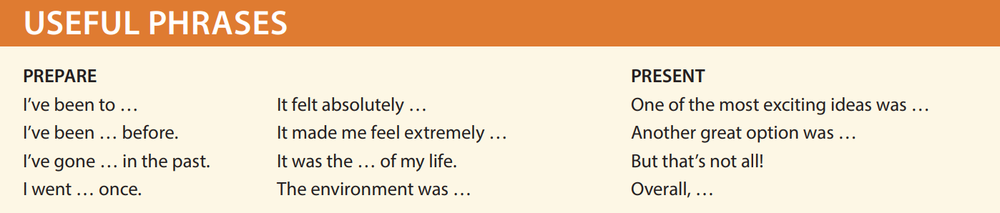 USEFUL PHRASES
PREPARE
I’ve been to …
I’ve been … before.
I’ve gone … in the past.
I went … once.
It felt absolutely …
It made me feel extremely …
It was the … of my life.
The environment was …
PRESENT
One of the most exciting ideas was …
Another great option was …
But that’s not all!
Overall, …